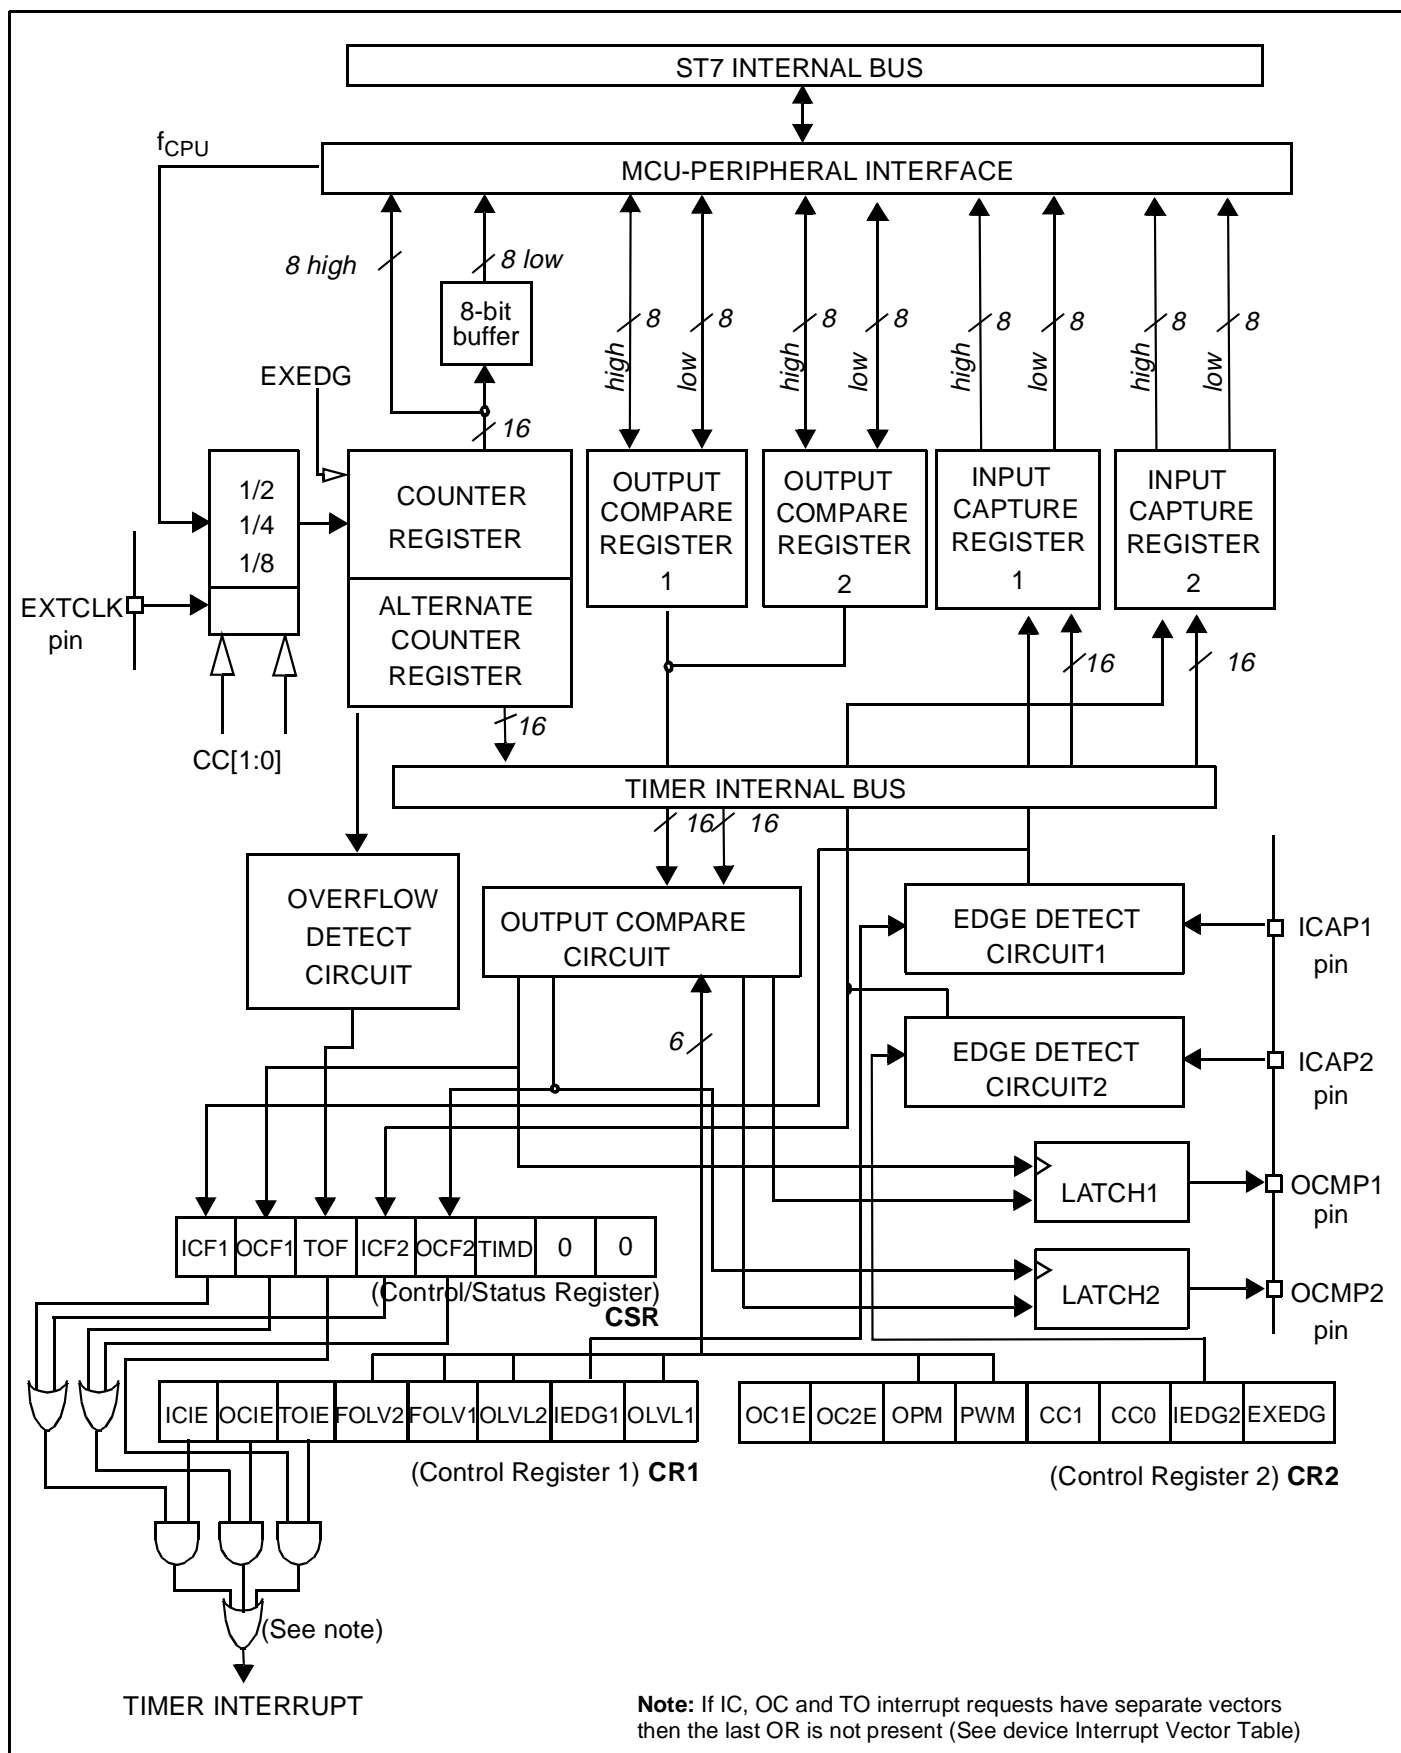 ST7 INTERNAL BUS
fCPU
MCU-PERIPHERAL INTERFACE
8 high
8 low
8-bit
buffer
high
8
low
8
high
8
low
8
high
8
low
8
high
8
low
8
EXEDG
16
1/2
1/4
1/8
COUNTER
REGISTER
ALTERNATE
COUNTER
REGISTER
OUTPUT
COMPARE
REGISTER
1
OUTPUT
COMPARE
REGISTER
2
INPUT
CAPTURE
REGISTER
1
INPUT
CAPTURE
REGISTER
2
EXTCLK
pin
16
16
16
CC[1:0]
TIMER INTERNAL BUS
16
16
OVERFLOW
DETECT
CIRCUIT
OUTPUT COMPARE
CIRCUIT
EDGE DETECT
CIRCUIT1
ICAP1
pin
6
EDGE DETECT
CIRCUIT2
ICAP2
pin
LATCH1
OCMP1
pin
ICF1 OCF1 TOF ICF2 OCF2 TIMD 0 0
(Control/Status Register)
CSR
LATCH2
OCMP2
pin
ICIE OCIE TOIE FOLV2 FOLV1 OLVL2 IEDG1 OLVL1
(Control Register 1) CR1
OC1E OC2E OPM PWM CC1 CC0 IEDG2 EXEDG
(Control Register 2) CR2
(See note)
TIMER INTERRUPT
Note: If IC, OC and TO interrupt requests have separate vectors
then the last OR is not present (See device Interrupt Vector Table)